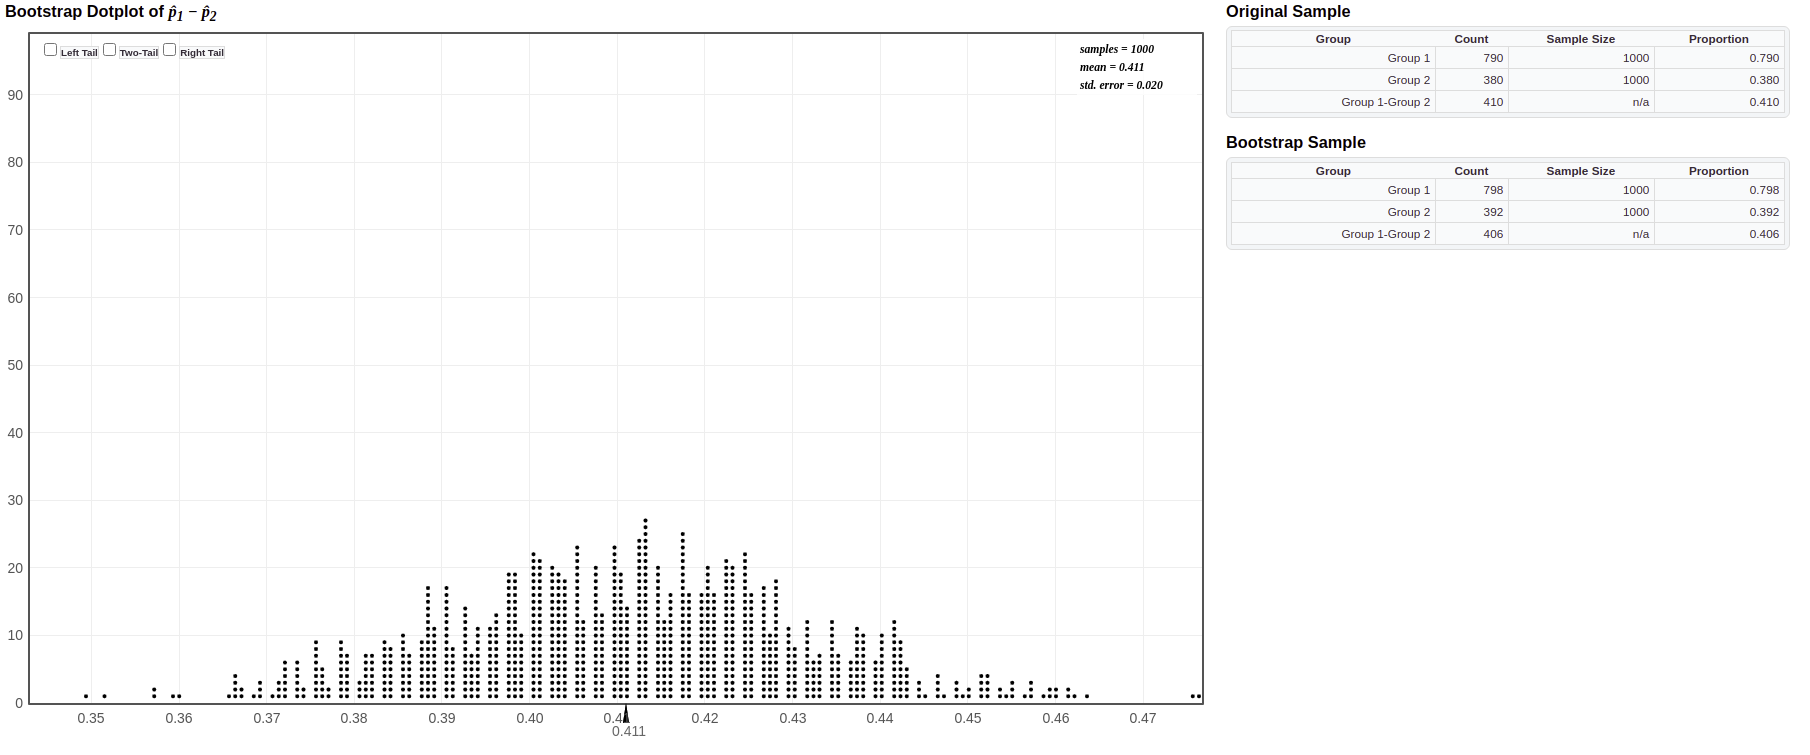 Bootstrap Dotplot of p̂1 − p̂2
Left Tail Two-Tail Right Tail
samples = 1000
mean = 0.411
std. error = 0.020
90
80
70
60
50
40
30
20
10
0
0.35 0.36 0.37 0.38 0.39 0.40 0.41 0.42 0.43 0.44 0.45 0.46 0.47
0.411
Original Sample
Group Count Sample Size Proportion
Group 1 790 1000 0.790
Group 2 380 1000 0.380
Group 1-Group 2 410 n/a 0.410
Bootstrap Sample
Group Count Sample Size Proportion
Group 1 798 1000 0.798
Group 2 392 1000 0.392
Group 1-Group 2 406 n/a 0.406